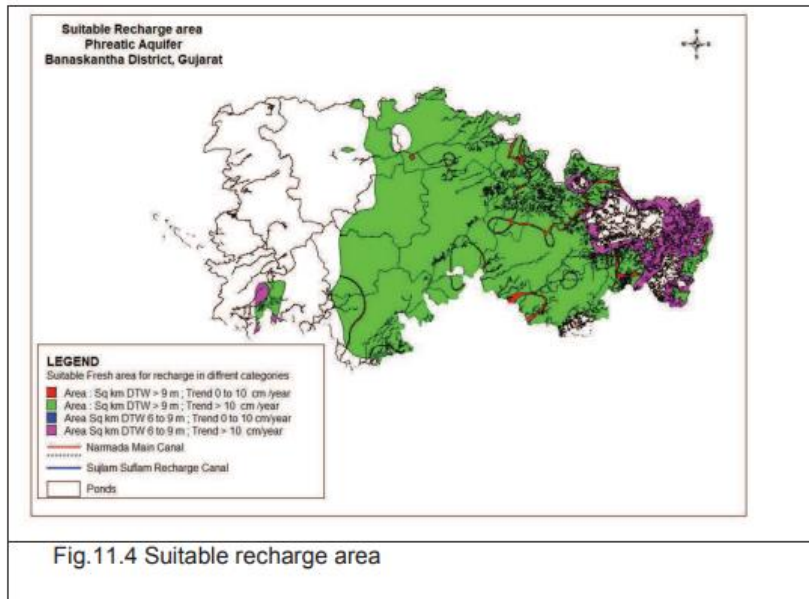 Suitable Recharge area
Phreatic Aquifer
Banaskantha District, Gujarat
LEGEND
Suitable Fresh area for recharge in diffrent categories
Area : Sq km DTW > 9 m ; Trend 0 to 10 cm /year
Area : Sq km DTW > 9 m ; Trend > 10 cm /year
Area Sq km DTW 6 to 9 m ; Trend 0 to 10 cm/year
Area Sq km DTW 6 to 9 m ; Trend > 10 cm/year
Narmada Main Canal
Sujlam Suflam Recharge Canal
Ponds
Fig.11.4 Suitable recharge area